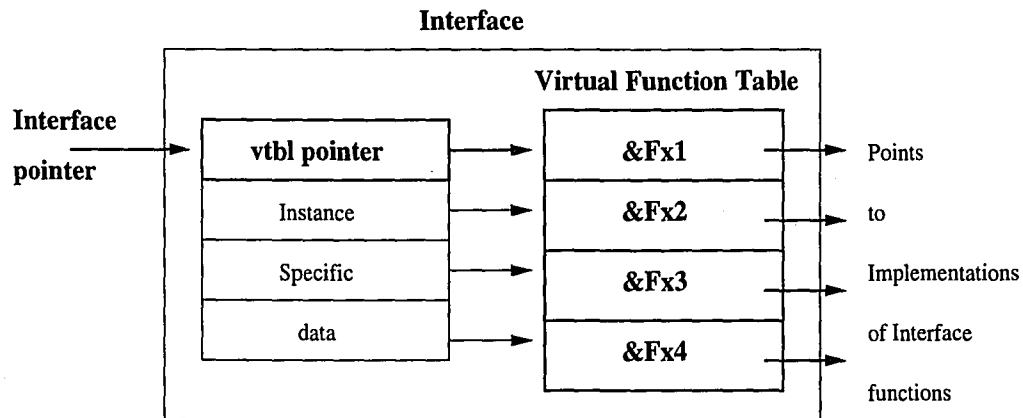 Interface
Virtual Function Table
Interface
pointer
vtbl pointer
Instance
Specific
data
&Fx1
&Fx2
&Fx3
&Fx4
Points
to
Implementations
of Interface
functions